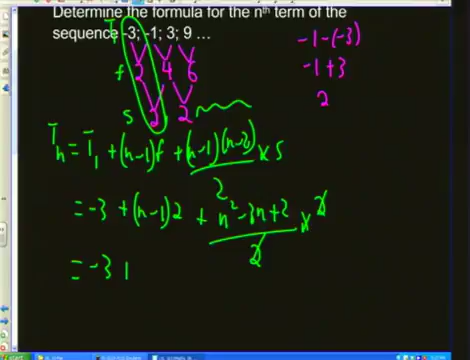 Determine the formula for the nth term of the
sequence -3; -1; 3; 9 ...
T
f 2 4 6
s 2 2
-1-(-3)
-1+3
2
Tn = T1 + (n-1)f + (n-1)(n-2)/2 × s
= -3 + (n-1)2 + n²-3n+2/2 × 2
= -3 +
start